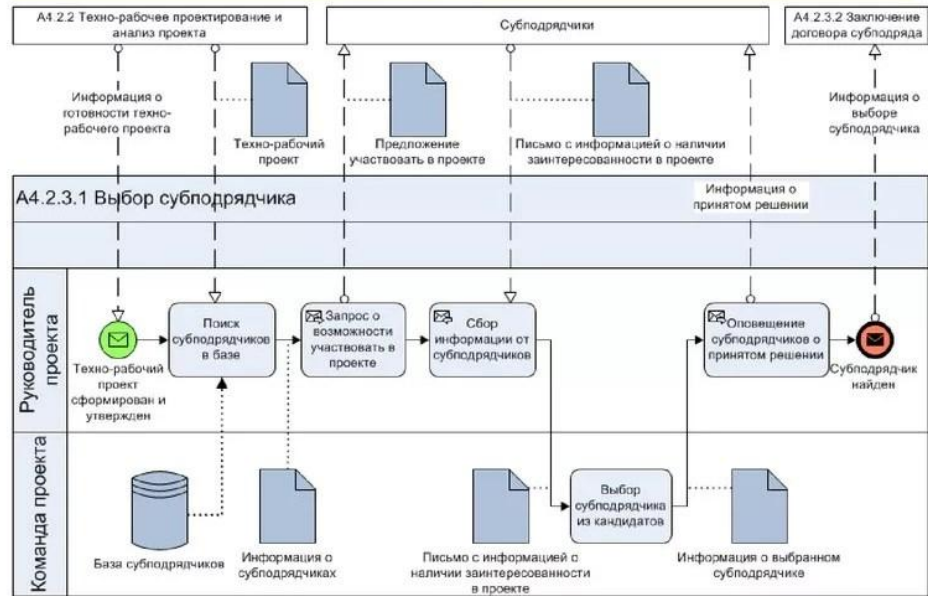 А4.2.2 Техно-рабочее проектирование и
анализ проекта
Субподрядчики
А4.2.3.2 Заключение
договора субподряда
Информация о
готовности техно-
рабочего проекта
Техно-рабочий
проект
Предложение
участвовать в проекте
Письмо с информацией о наличии
заинтересованности в проекте
Информация о
принятом решении
Информация о
выборе
субподрядчика
А4.2.3.1 Выбор субподрядчика
Руководитель
проекта
Техно-рабочий
проект
сформирован и
утвержден
Поиск
субподрядчиков
в базе
Запрос о
возможности
участвовать в
проекте
Сбор
информации от
субподрядчиков
Оповещение
субподрядчиков о
принятом решении
Субподрядчик
найден
Команда проекта
База субподрядчиков
Информация о
субподрядчиках
Письмо с информацией о
наличии заинтересованности
в проекте
Выбор
субподрядчика
из кандидатов
Информация о выбранном
субподрядчике